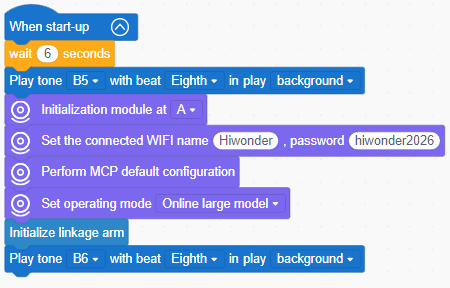 When start-up
wait 6 seconds
Play tone B5 with beat Eighth in play background
Initialization module at A
Set the connected WIFI name Hiwonder , password hiwonder2026
Perform MCP default configuration
Set operating mode Online large model
Initialize linkage arm
Play tone B6 with beat Eighth in play background